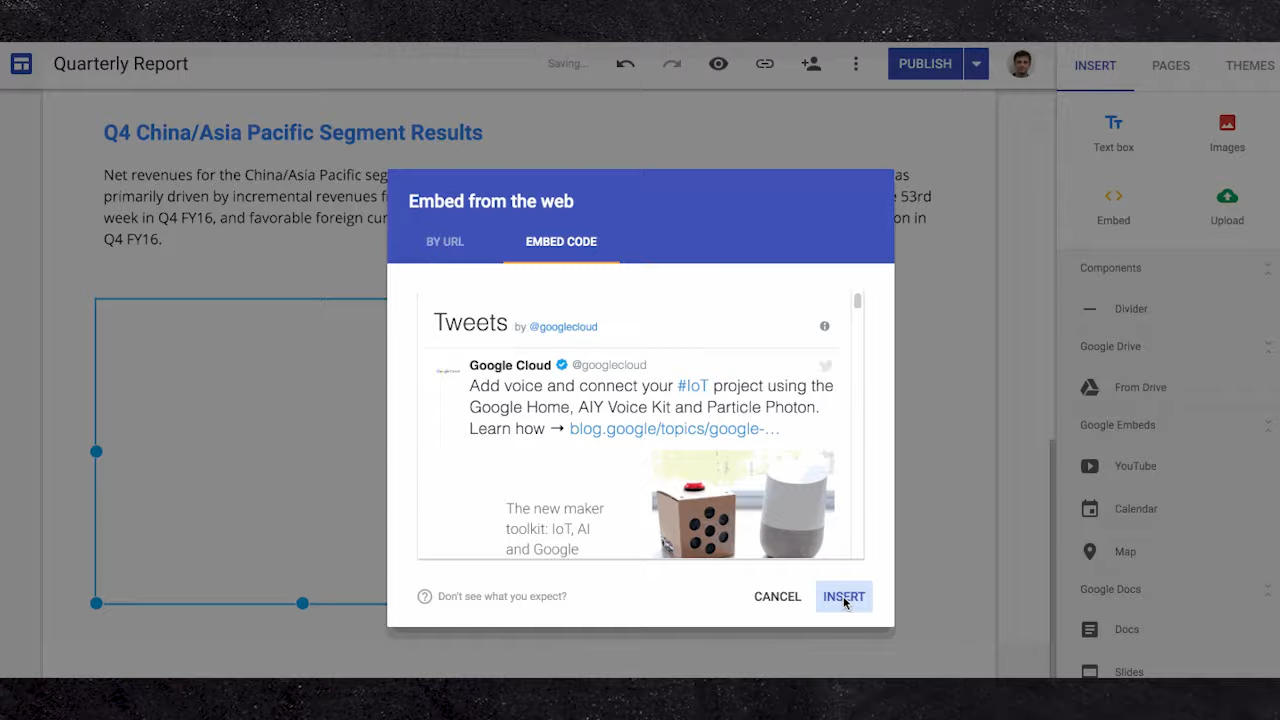 Quarterly Report
Saving...
PUBLISH
INSERT
PAGES
THEMES
Q4 China/Asia Pacific Segment Results
Net revenues for the China/Asia Pacific seg
as
primarily driven by incremental revenues f
53rd
week in Q4 FY16, and favorable foreign cur
on in
Q4 FY16.
Embed from the web
BY URL
EMBED CODE
Tweets by @googlecloud
Google Cloud @googlecloud
Add voice and connect your #IoT project using the
Google Home, AIY Voice Kit and Particle Photon.
Learn how → blog.google/topics/google-…
The new maker
toolkit: IoT, AI
and Google
Don't see what you expect?
CANCEL
INSERT
Tт
Text box
Images
Embed
Upload
Components
Divider
Google Drive
From Drive
Google Embeds
YouTube
Calendar
Map
Google Docs
Docs
Slides